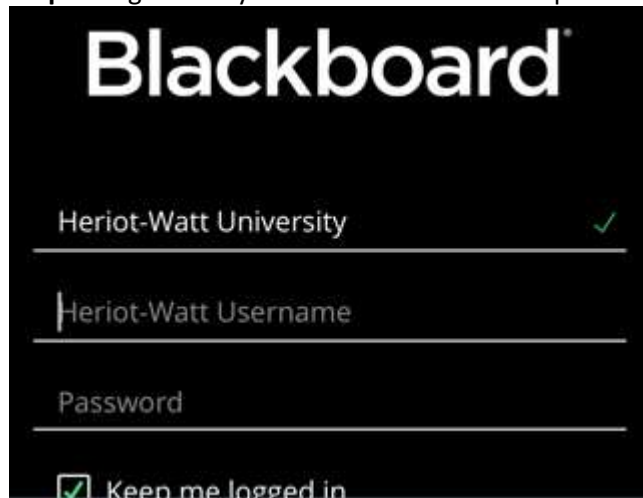 Blackboard
Heriot-Watt University
Heriot-Watt Username
Password
Keep me logged in